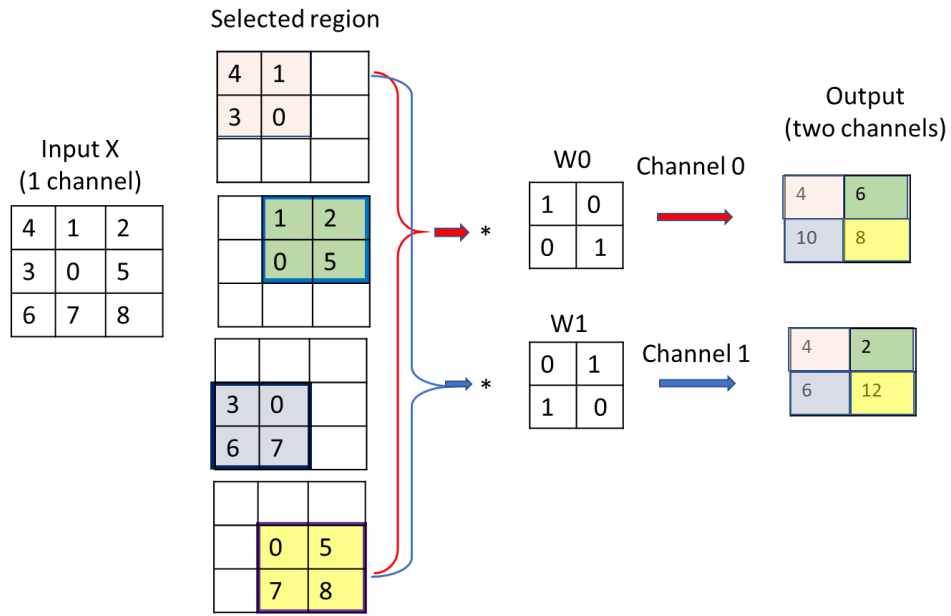 Selected region
4 1
3 0
Input X
(1 channel)
4 1 2
3 0 5
6 7 8
1 2
0 5
3 0
6 7
0 5
7 8
*
W0
1 0
0 1
Channel 0
*
W1
0 1
1 0
Channel 1
Output
(two channels)
4 6
10 8
4 2
6 12